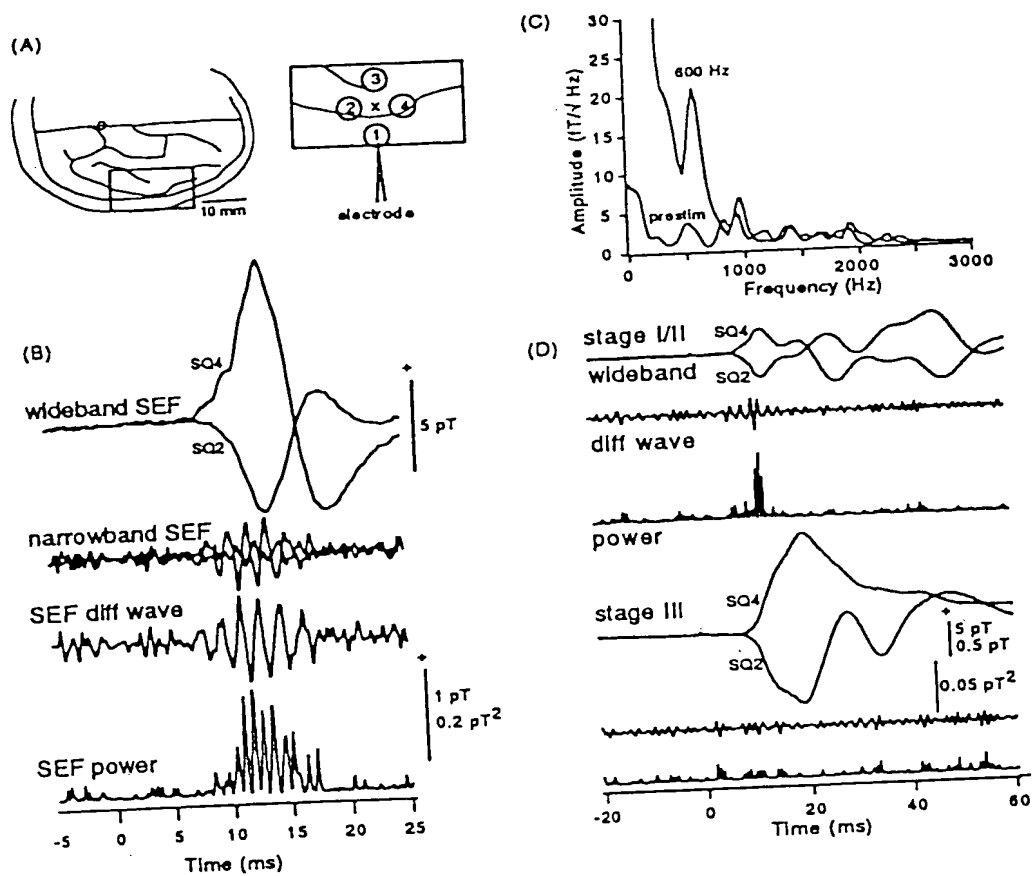 (A)
3
2 x 4
1
electrode
10 mm
(B)
SQ4
wideband SEF
SQ2
+
5 pT
narrowband SEF
SEF diff wave
+
1 pT
0.2 pT2
SEF power
-5 0 5 10 15 20 25
Time (ms)
(C)
Amplitude (fT/√ Hz)
30
25
20
15
10
5
0
600 Hz
prestim
0 1000 2000 3000
Frequency (Hz)
(D)
stage I/II
SQ4
wideband
SQ2
diff wave
power
SQ4
stage III
SQ2
+
5 pT
0.5 pT
0.05 pT2
-20 0 20 40 60
Time (ms)